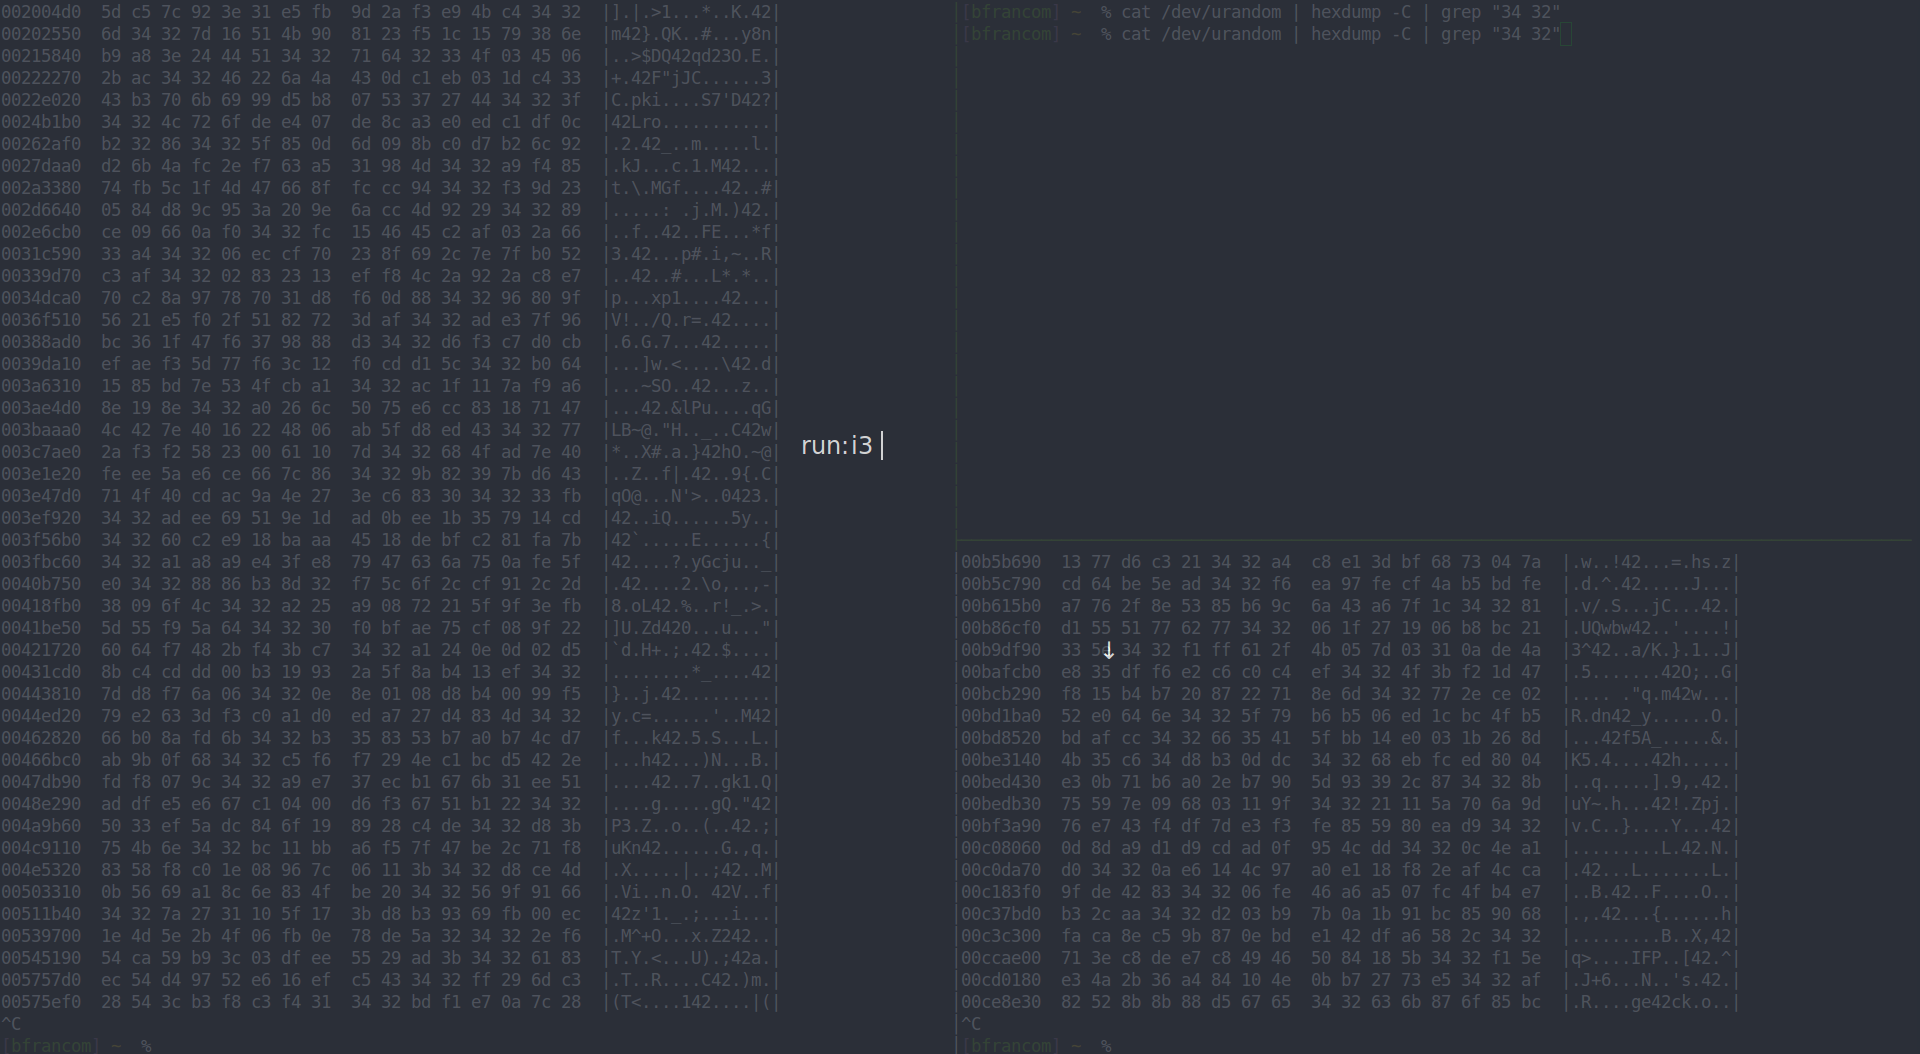 002004d0  5d c5 7c 92 3e 31 e5 fb  9d 2a f3 e9 4b c4 34 32  |].|.>1...*..K.42|
00202550  6d 34 32 7d 16 51 4b 90  81 23 f5 1c 15 79 38 6e  |m42}.QK..#...y8n|
00215840  b9 a8 3e 24 44 51 34 32  71 64 32 33 4f 03 45 06  |..>$DQ42qd23O.E.|
00222270  2b ac 34 32 46 22 6a 4a  43 0d c1 eb 03 1d c4 33  |+.42F"jJC......3|
0022e020  43 b3 70 6b 69 99 d5 b8  07 53 37 27 44 34 32 3f  |C.pki....S7'D42?|
0024b1b0  34 32 4c 72 6f de e4 07  de 8c a3 e0 ed c1 df 0c  |42Lro...........|
00262af0  b2 32 86 34 32 5f 85 0d  6d 09 8b c0 d7 b2 6c 92  |.2.42_..m.....l.|
0027daa0  d2 6b 4a fc 2e f7 63 a5  31 98 4d 34 32 a9 f4 85  |.kJ...c.1.M42...|
002a3380  74 fb 5c 1f 4d 47 66 8f  fc cc 94 34 32 f3 9d 23  |t.\.MGf....42..#|
002d6640  05 84 d8 9c 95 3a 20 9e  6a cc 4d 92 29 34 32 89  |.....: .j.M.)42.|
002e6cb0  ce 09 66 0a f0 34 32 fc  15 46 45 c2 af 03 2a 66  |..f..42..FE...*f|
0031c590  33 a4 34 32 06 ec cf 70  23 8f 69 2c 7e 7f b0 52  |3.42...p#.i,~..R|
00339d70  c3 af 34 32 02 83 23 13  ef f8 4c 2a 92 2a c8 e7  |..42..#...L*.*..|
0034dca0  70 c2 8a 97 78 70 31 d8  f6 0d 88 34 32 96 80 9f  |p...xp1....42...|
0036f510  56 21 e5 f0 2f 51 82 72  3d af 34 32 ad e3 7f 96  |V!../Q.r=.42....|
00388ad0  bc 36 1f 47 f6 37 98 88  d3 34 32 d6 f3 c7 d0 cb  |.6.G.7...42.....|
0039da10  ef ae f3 5d 77 f6 3c 12  f0 cd d1 5c 34 32 b0 64  |...]w.<....\42.d|
003a6310  15 85 bd 7e 53 4f cb a1  34 32 ac 1f 11 7a f9 a6  |...~SO..42...z..|
003ae4d0  8e 19 8e 34 32 a0 26 6c  50 75 e6 cc 83 18 71 47  |...42.&lPu....qG|
003baaa0  4c 42 7e 40 16 22 48 06  ab 5f d8 ed 43 34 32 77  |LB~@."H.._..C42w|
003c7ae0  2a f3 f2 58 23 00 61 10  7d 34 32 68 4f ad 7e 40  |*..X#.a.}42hO.~@|
003e1e20  fe ee 5a e6 ce 66 7c 86  34 32 9b 82 39 7b d6 43  |..Z..f|.42..9{.C|
003e47d0  71 4f 40 cd ac 9a 4e 27  3e c6 83 30 34 32 33 fb  |qO@...N'>..0423.|
003ef920  34 32 ad ee 69 51 9e 1d  ad 0b ee 1b 35 79 14 cd  |42..iQ......5y..|
003f56b0  34 32 60 c2 e9 18 ba aa  45 18 de bf c2 81 fa 7b  |42`.....E......{|
003fbc60  34 32 a1 a8 a9 e4 3f e8  79 47 63 6a 75 0a fe 5f  |42....?.yGcju.._|
0040b750  e0 34 32 88 86 b3 8d 32  f7 5c 6f 2c cf 91 2c 2d  |.42....2.\o,..,-|
00418fb0  38 09 6f 4c 34 32 a2 25  a9 08 72 21 5f 9f 3e fb  |8.oL42.%..r!_.>.|
0041be50  5d 55 f9 5a 64 34 32 30  f0 bf ae 75 cf 08 9f 22  |]U.Zd420...u..."|
00421720  60 64 f7 48 2b f4 3b c7  34 32 a1 24 0e 0d 02 d5  |`d.H+.;.42.$....|
00431cd0  8b c4 cd dd 00 b3 19 93  2a 5f 8a b4 13 ef 34 32  |........*_....42|
00443810  7d d8 f7 6a 06 34 32 0e  8e 01 08 d8 b4 00 99 f5  |}..j.42.........|
0044ed20  79 e2 63 3d f3 c0 a1 d0  ed a7 27 d4 83 4d 34 32  |y.c=......'..M42|
00462820  66 b0 8a fd 6b 34 32 b3  35 83 53 b7 a0 b7 4c d7  |f...k42.5.S...L.|
00466bc0  ab 9b 0f 68 34 32 c5 f6  f7 29 4e c1 bc d5 42 2e  |...h42...)N...B.|
0047db90  fd f8 07 9c 34 32 a9 e7  37 ec b1 67 6b 31 ee 51  |....42..7..gk1.Q|
0048e290  ad df e5 e6 67 c1 04 00  d6 f3 67 51 b1 22 34 32  |....g.....gQ."42|
004a9b60  50 33 ef 5a dc 84 6f 19  89 28 c4 de 34 32 d8 3b  |P3.Z..o..(..42.;|
004c9110  75 4b 6e 34 32 bc 11 bb  a6 f5 7f 47 be 2c 71 f8  |uKn42......G.,q.|
004e5320  83 58 f8 c0 1e 08 96 7c  06 11 3b 34 32 d8 ce 4d  |.X.....|..;42..M|
00503310  0b 56 69 a1 8c 6e 83 4f  be 20 34 32 56 9f 91 66  |.Vi..n.O. 42V..f|
00511b40  34 32 7a 27 31 10 5f 17  3b d8 b3 93 69 fb 00 ec  |42z'1._.;...i...|
00539700  1e 4d 5e 2b 4f 06 fb 0e  78 de 5a 32 34 32 2e f6  |.M^+O...x.Z242..|
00545190  54 ca 59 b9 3c 03 df ee  55 29 ad 3b 34 32 61 83  |T.Y.<...U).;42a.|
005757d0  ec 54 d4 97 52 e6 16 ef  c5 43 34 32 ff 29 6d c3  |.T..R....C42.)m.|
00575ef0  28 54 3c b3 f8 c3 f4 31  34 32 bd f1 e7 0a 7c 28  |(T<....142....|(|
^C
[bfrancom] ~  %
run:i3
[bfrancom] ~  % cat /dev/urandom | hexdump -C | grep "34 32"
[bfrancom] ~  % cat /dev/urandom | hexdump -C | grep "34 32"
00b5b690  13 77 d6 c3 21 34 32 a4  c8 e1 3d bf 68 73 04 7a  |.w..!42...=.hs.z|
00b5c790  cd 64 be 5e ad 34 32 f6  ea 97 fe cf 4a b5 bd fe  |.d.^.42.....J...|
00b615b0  a7 76 2f 8e 53 85 b6 9c  6a 43 a6 7f 1c 34 32 81  |.v/.S...jC...42.|
00b86cf0  d1 55 51 77 62 77 34 32  06 1f 27 19 06 b8 bc 21  |.UQwbw42..'....!|
00b9df90  33 5e 34 32 f1 ff 61 2f  4b 05 7d 03 31 0a de 4a  |3^42..a/K.}.1..J|
00bafcb0  e8 35 df f6 e2 c6 c0 c4  ef 34 32 4f 3b f2 1d 47  |.5.......42O;..G|
00bcb290  f8 15 b4 b7 20 87 22 71  8e 6d 34 32 77 2e ce 02  |.... ."q.m42w...|
00bd1ba0  52 e0 64 6e 34 32 5f 79  b6 b5 06 ed 1c bc 4f b5  |R.dn42_y......O.|
00bd8520  bd af cc 34 32 66 35 41  5f bb 14 e0 03 1b 26 8d  |...42f5A_.....&.|
00be3140  4b 35 c6 34 d8 b3 0d dc  34 32 68 eb fc ed 80 04  |K5.4....42h.....|
00bed430  e3 0b 71 b6 a0 2e b7 90  5d 93 39 2c 87 34 32 8b  |..q.....].9,.42.|
00bedb30  75 59 7e 09 68 03 11 9f  34 32 21 11 5a 70 6a 9d  |uY~.h...42!.Zpj.|
00bf3a90  76 e7 43 f4 df 7d e3 f3  fe 85 59 80 ea d9 34 32  |v.C..}....Y...42|
00c08060  0d 8d a9 d1 d9 cd ad 0f  95 4c dd 34 32 0c 4e a1  |.........L.42.N.|
00c0da70  d0 34 32 0a e6 14 4c 97  a0 e1 18 f8 2e af 4c ca  |.42...L.......L.|
00c183f0  9f de 42 83 34 32 06 fe  46 a6 a5 07 fc 4f b4 e7  |..B.42..F....O..|
00c37bd0  b3 2c aa 34 32 d2 03 b9  7b 0a 1b 91 bc 85 90 68  |.,.42...{......h|
00c3c300  fa ca 8e c5 9b 87 0e bd  e1 42 df a6 58 2c 34 32  |.........B..X,42|
00ccae00  71 3e c8 de e7 c8 49 46  50 84 18 5b 34 32 f1 5e  |q>....IFP..[42.^|
00cd0180  e3 4a 2b 36 a4 84 10 4e  0b b7 27 73 e5 34 32 af  |.J+6...N..'s.42.|
00ce8e30  82 52 8b 8b 88 d5 67 65  34 32 63 6b 87 6f 85 bc  |.R....ge42ck.o..|
^C
[bfrancom] ~  %